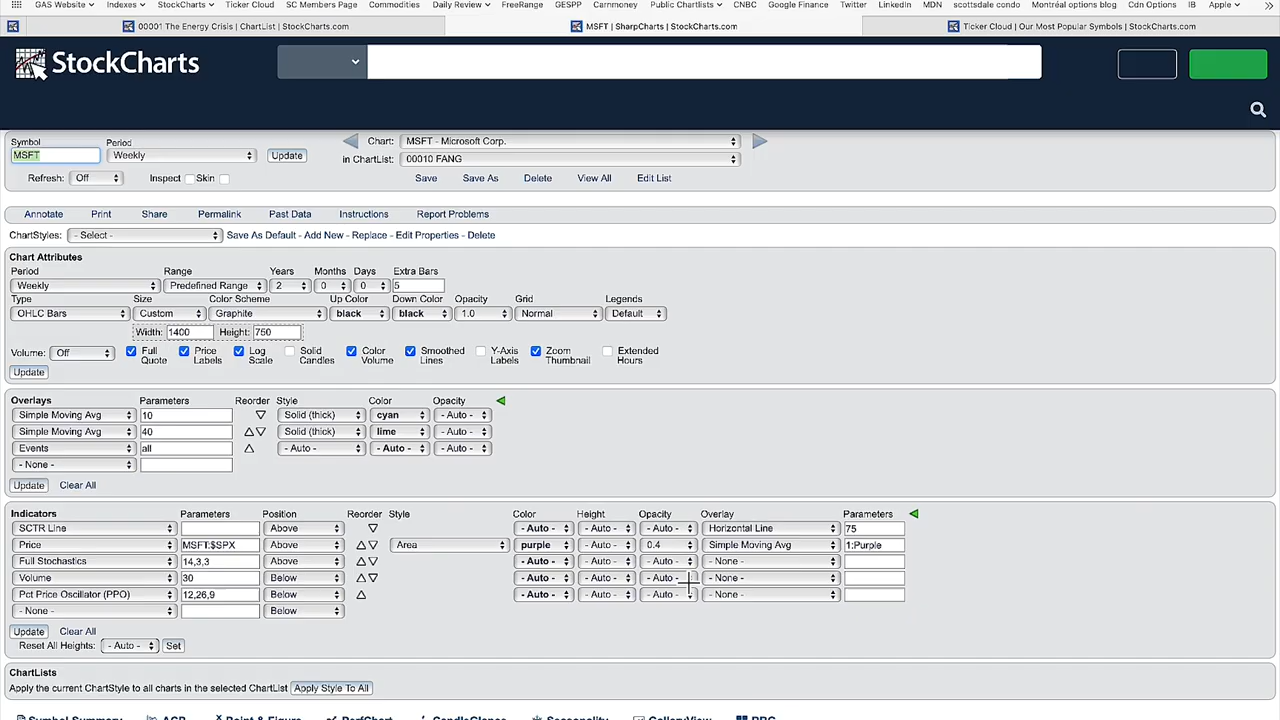 GAS Website Indexes StockCharts Ticker Cloud SC Members Page Commodities Daily Review FreeRange GESPP Carnmoney Public Chartlists CNBC Google Finance Twitter LinkedIn MDN scottsdale condo Montréal options bldg Cdn Options IB Apple
00001 The Energy Crisis | ChartList | StockCharts.com MSFT | SharpCharts | StockCharts.com Ticker Cloud | Our Most Popular Symbols | StockCharts.com
StockCharts
Symbol Period Chart: MSFT - Microsoft Corp.
MSFT Weekly Update in ChartList: 00010 FANG
Refresh: Off Inspect Skin Save Save As Delete View All Edit List
Annotate Print Share Permalink Past Data Instructions Report Problems
ChartStyles: - Select - Save As Default - Add New - Replace - Edit Properties - Delete
Chart Attributes
Period Range Years Months Days Extra Bars
Weekly Predefined Range 2 0 0 5
Type Size Color Scheme Up Color Down Color Opacity Grid Legends
OHLC Bars Custom Graphite black black 1.0 Normal Default
Width: 1400 Height: 750
Volume: Off Full Quote Price Labels Log Scale Solid Candles Color Volume Smoothed Lines Y-Axis Labels Zoom Thumbnail Extended Hours
Update
Overlays Parameters Reorder Style Color Opacity
Simple Moving Avg 10 Solid (thick) cyan - Auto -
Simple Moving Avg 40 Solid (thick) lime - Auto -
Events all - Auto - - Auto - - Auto -
- None -
Update Clear All
Indicators Parameters Position Reorder Style Color Height Opacity Overlay Parameters
SCTR Line Above - Auto - - Auto - - Auto - Horizontal Line 75
Price MSFT:$SPX Above Area purple - Auto - 0.4 Simple Moving Avg 1:Purple
Full Stochastics 14,3,3 Above - Auto - - Auto - - Auto - - None -
Volume 30 Below - Auto - - Auto - - Auto - - None -
Pct Price Oscillator (PPO) 12,26,9 Below - Auto - - Auto - - Auto - - None -
- None - Below
Update Clear All
Reset All Heights: - Auto - Set
ChartLists
Apply the current ChartStyle to all charts in the selected ChartList Apply Style To All
Symbol Summary ACP Point & Figure PerfChart CandleGlance Seasonality GalleryView RRG